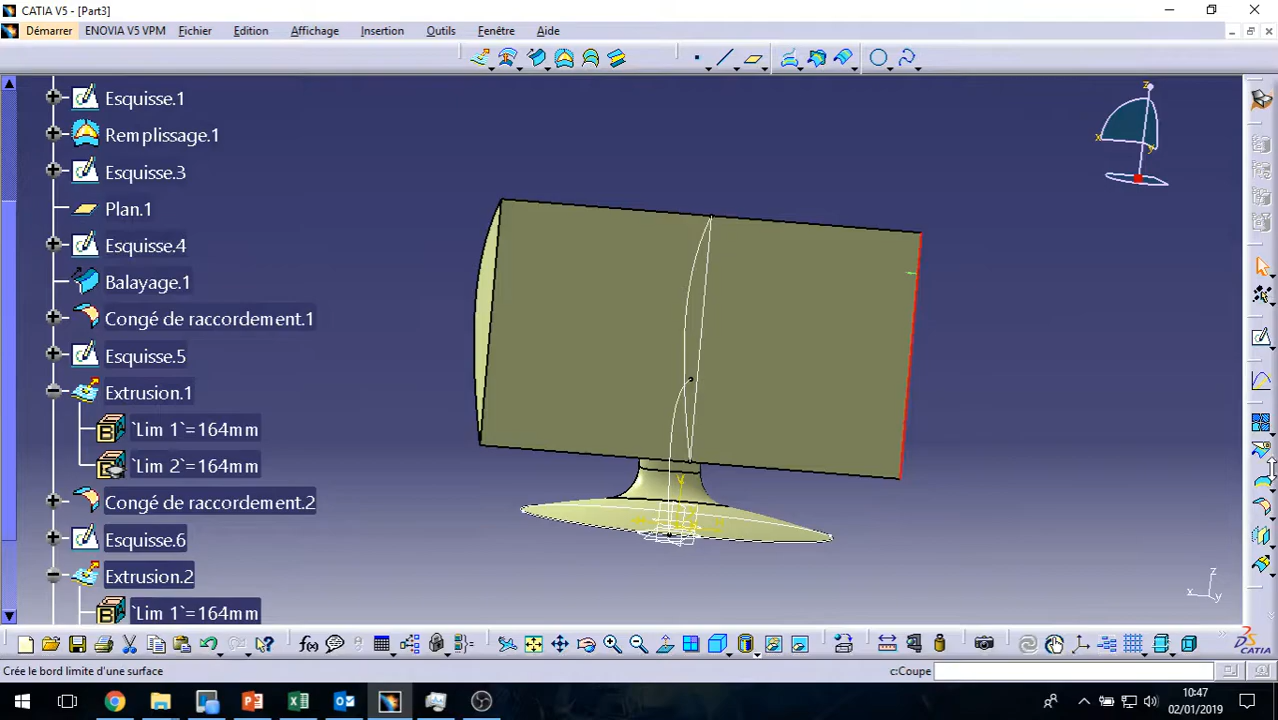 CATIA V5 - [Part3]
Démarrer ENOVIA V5 VPM Fichier Edition Affichage Insertion Outils Fenêtre Aide
Esquisse.1
Remplissage.1
Esquisse.3
Plan.1
Esquisse.4
Balayage.1
Congé de raccordement.1
Esquisse.5
Extrusion.1
`Lim 1`=164mm
`Lim 2`=164mm
Congé de raccordement.2
Esquisse.6
Extrusion.2
`Lim 1`=164mm
z
x
y
y
z
x
y
f(x)
DS
CATIA
Crée le bord limite d'une surface
c:Coupe
10:47
02/01/2019